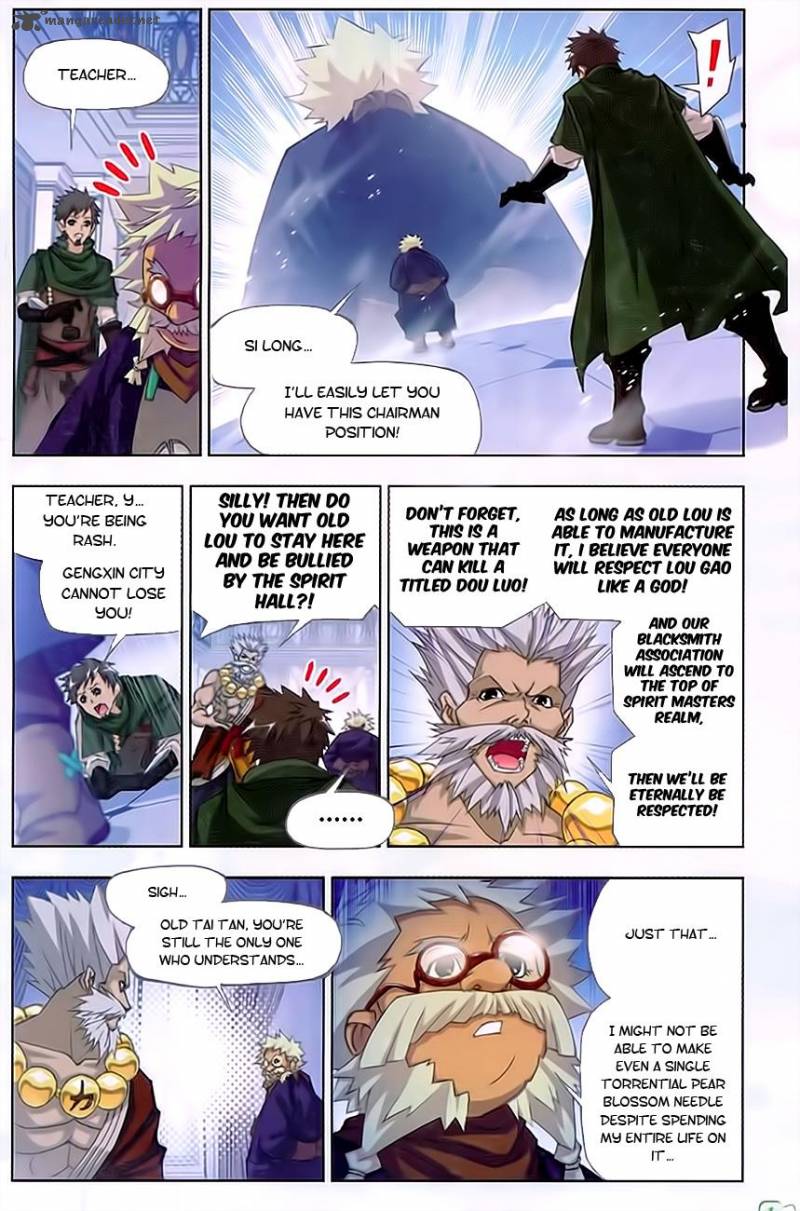 mangareader.net
TEACHER...
!
SI LONG...
I'LL EASILY LET YOU
HAVE THIS CHAIRMAN
POSITION!
TEACHER, Y...
YOU'RE BEING
RASH.
GENGXIN CITY
CANNOT LOSE
YOU!
SILLY! THEN DO
YOU WANT OLD
LOU TO STAY HERE
AND BE BULLIED
BY THE SPIRIT
HALL?!
......
DON'T FORGET,
THIS IS A
WEAPON THAT
CAN KILL A
TITLED DOU LUO!
AS LONG AS OLD LOU IS
ABLE TO MANUFACTURE
IT, I BELIEVE EVERYONE
WILL RESPECT LOU GAO
LIKE A GOD!
AND OUR
BLACKSMITH
ASSOCIATION
WILL ASCEND TO
THE TOP OF
SPIRIT MASTERS
REALM,
THEN WE'LL BE
ETERNALLY BE
RESPECTED!
SIGH...
OLD TAI TAN, YOU'RE
STILL THE ONLY ONE
WHO UNDERSTANDS...
力
JUST THAT...
I MIGHT NOT BE
ABLE TO MAKE
EVEN A SINGLE
TORRENTIAL PEAR
BLOSSOM NEEDLE
DESPITE SPENDING
MY ENTIRE LIFE ON
IT...